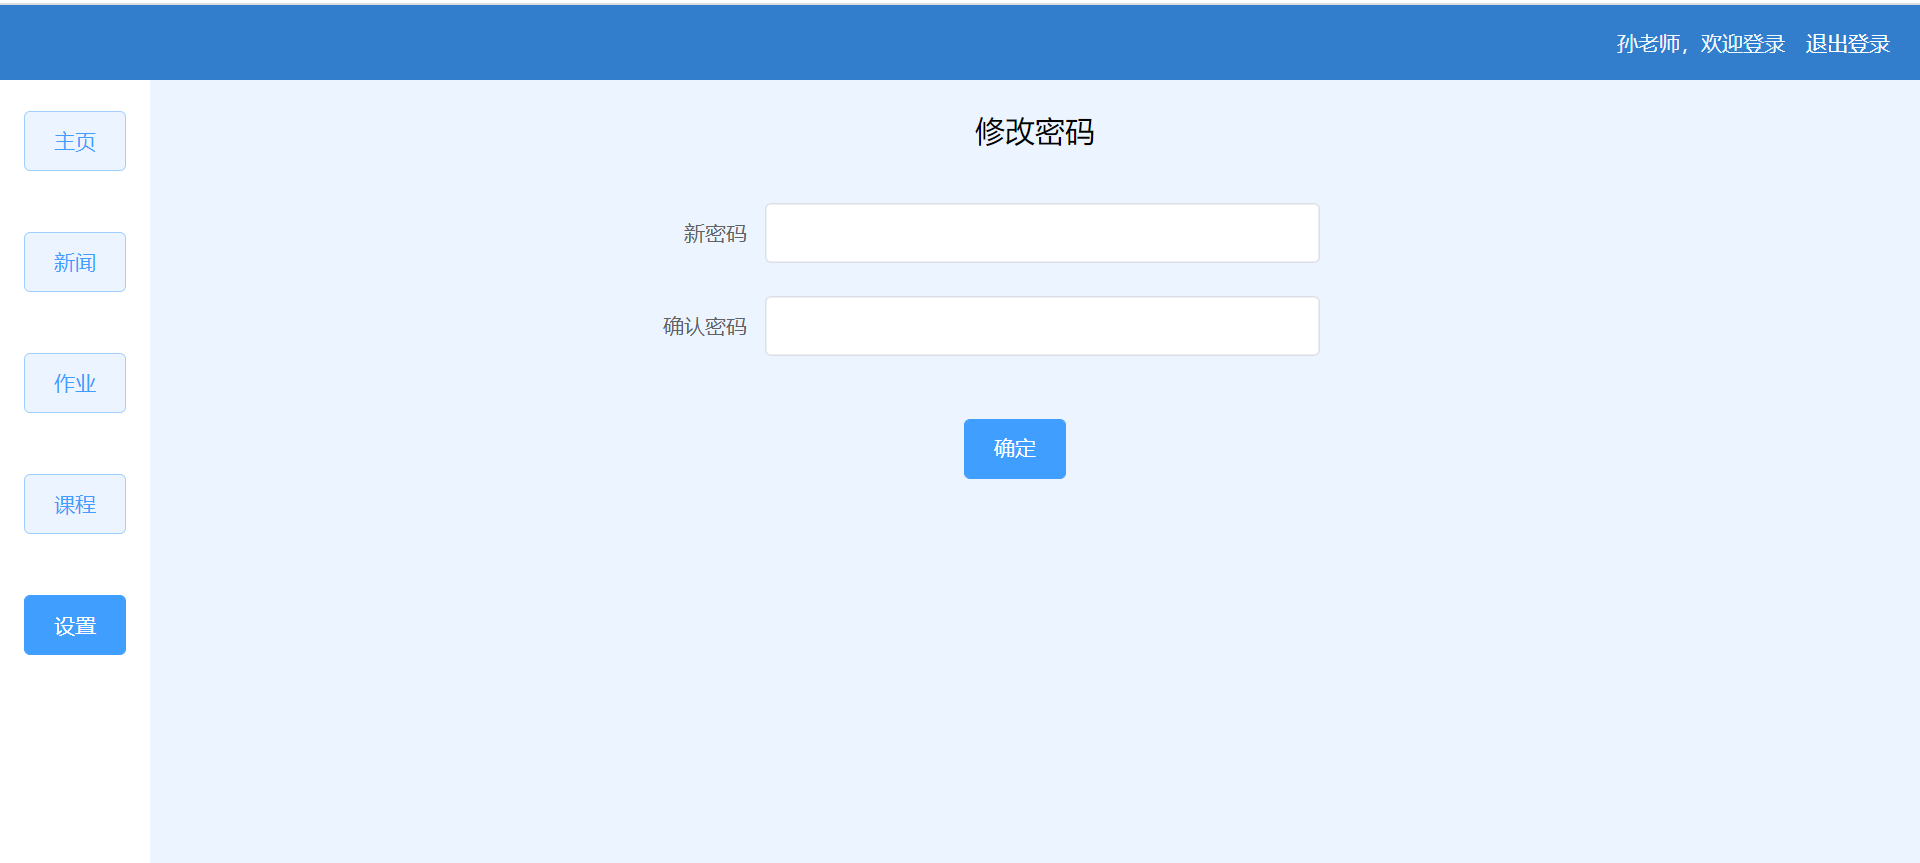 孙老师，欢迎登录 退出登录
主页
新闻
作业
课程
设置
修改密码
新密码
确认密码
确定